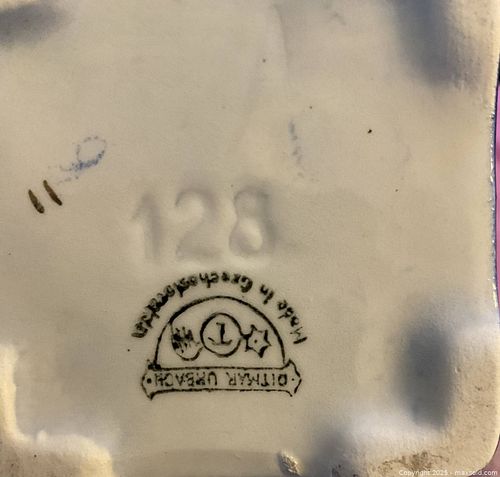 128
Made in Czechoslovakia
T
DITMAR URBACH
Copyright 2025 - maxsold.com